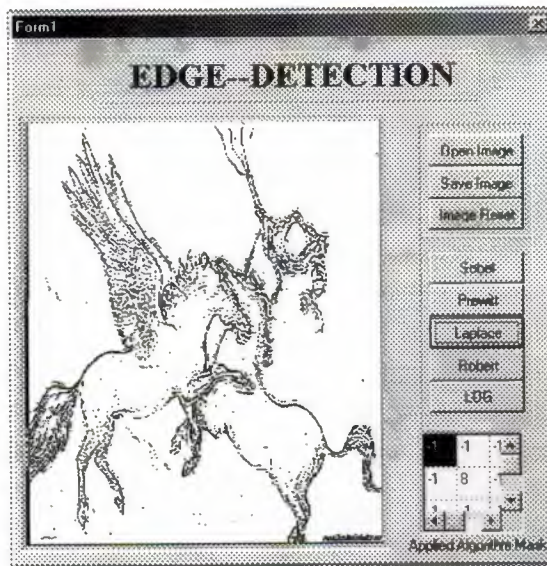 Form1
EDGE--DETECTION
Open Image
Save Image
Image Reset
Sobel
Prewitt
Laplace
Robert
LOG
-1 -1 -1
-1 8 -
Applied Algorithm Mask